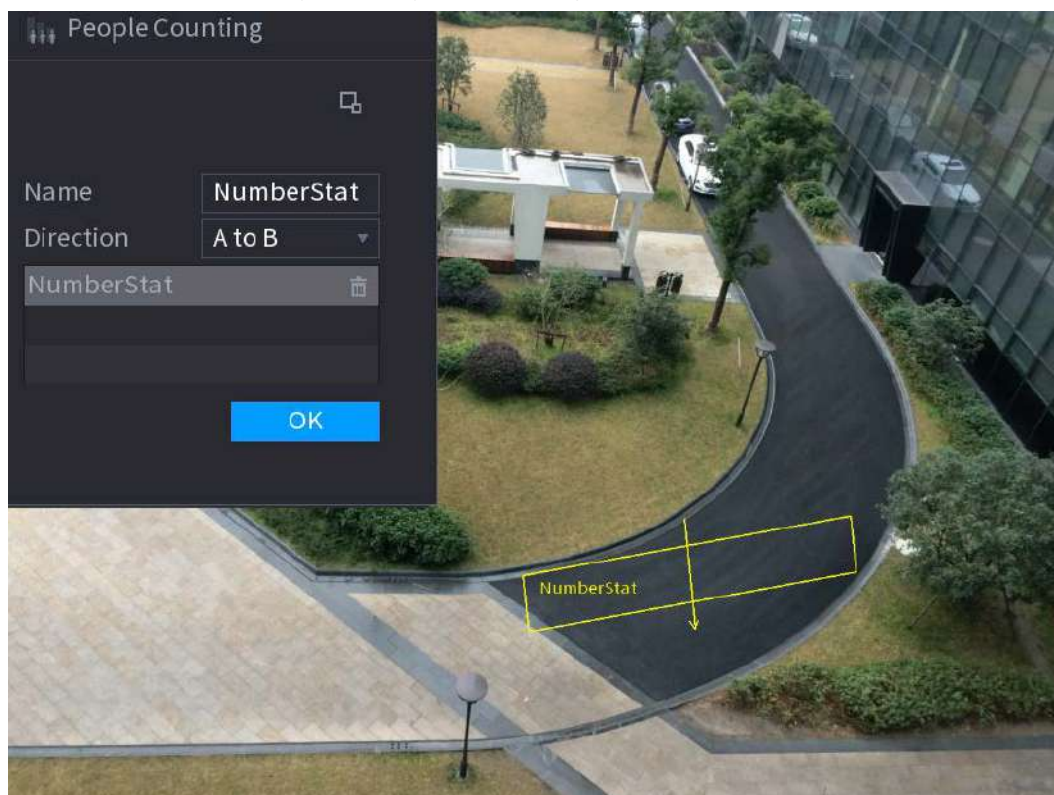 People Counting
Name
NumberStat
Direction
A to B
NumberStat
OK
NumberStat